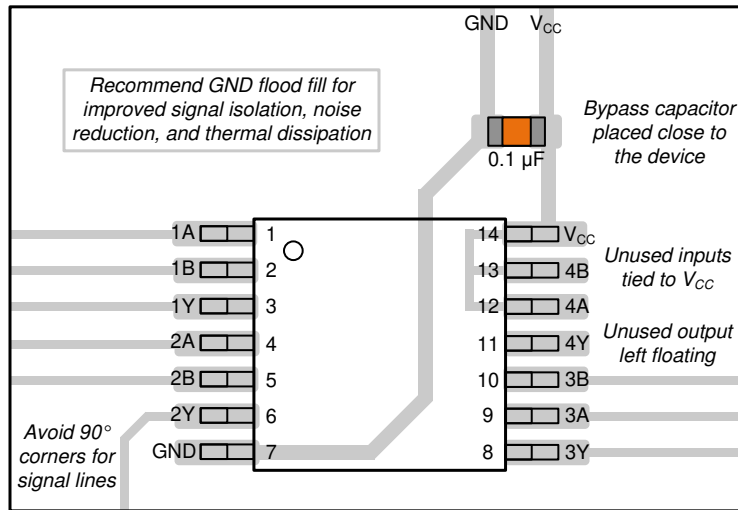 GND VCC
Recommend GND flood fill for
improved signal isolation, noise
reduction, and thermal dissipation
Bypass capacitor
placed close to
the device
0.1 µF
1A 1 14 VCC
1B 2 13 4B
1Y 3 12 4A
2A 4 11 4Y
2B 5 10 3B
2Y 6 9 3A
GND 7 8 3Y
Unused inputs
tied to VCC
Unused output
left floating
Avoid 90°
corners for
signal lines